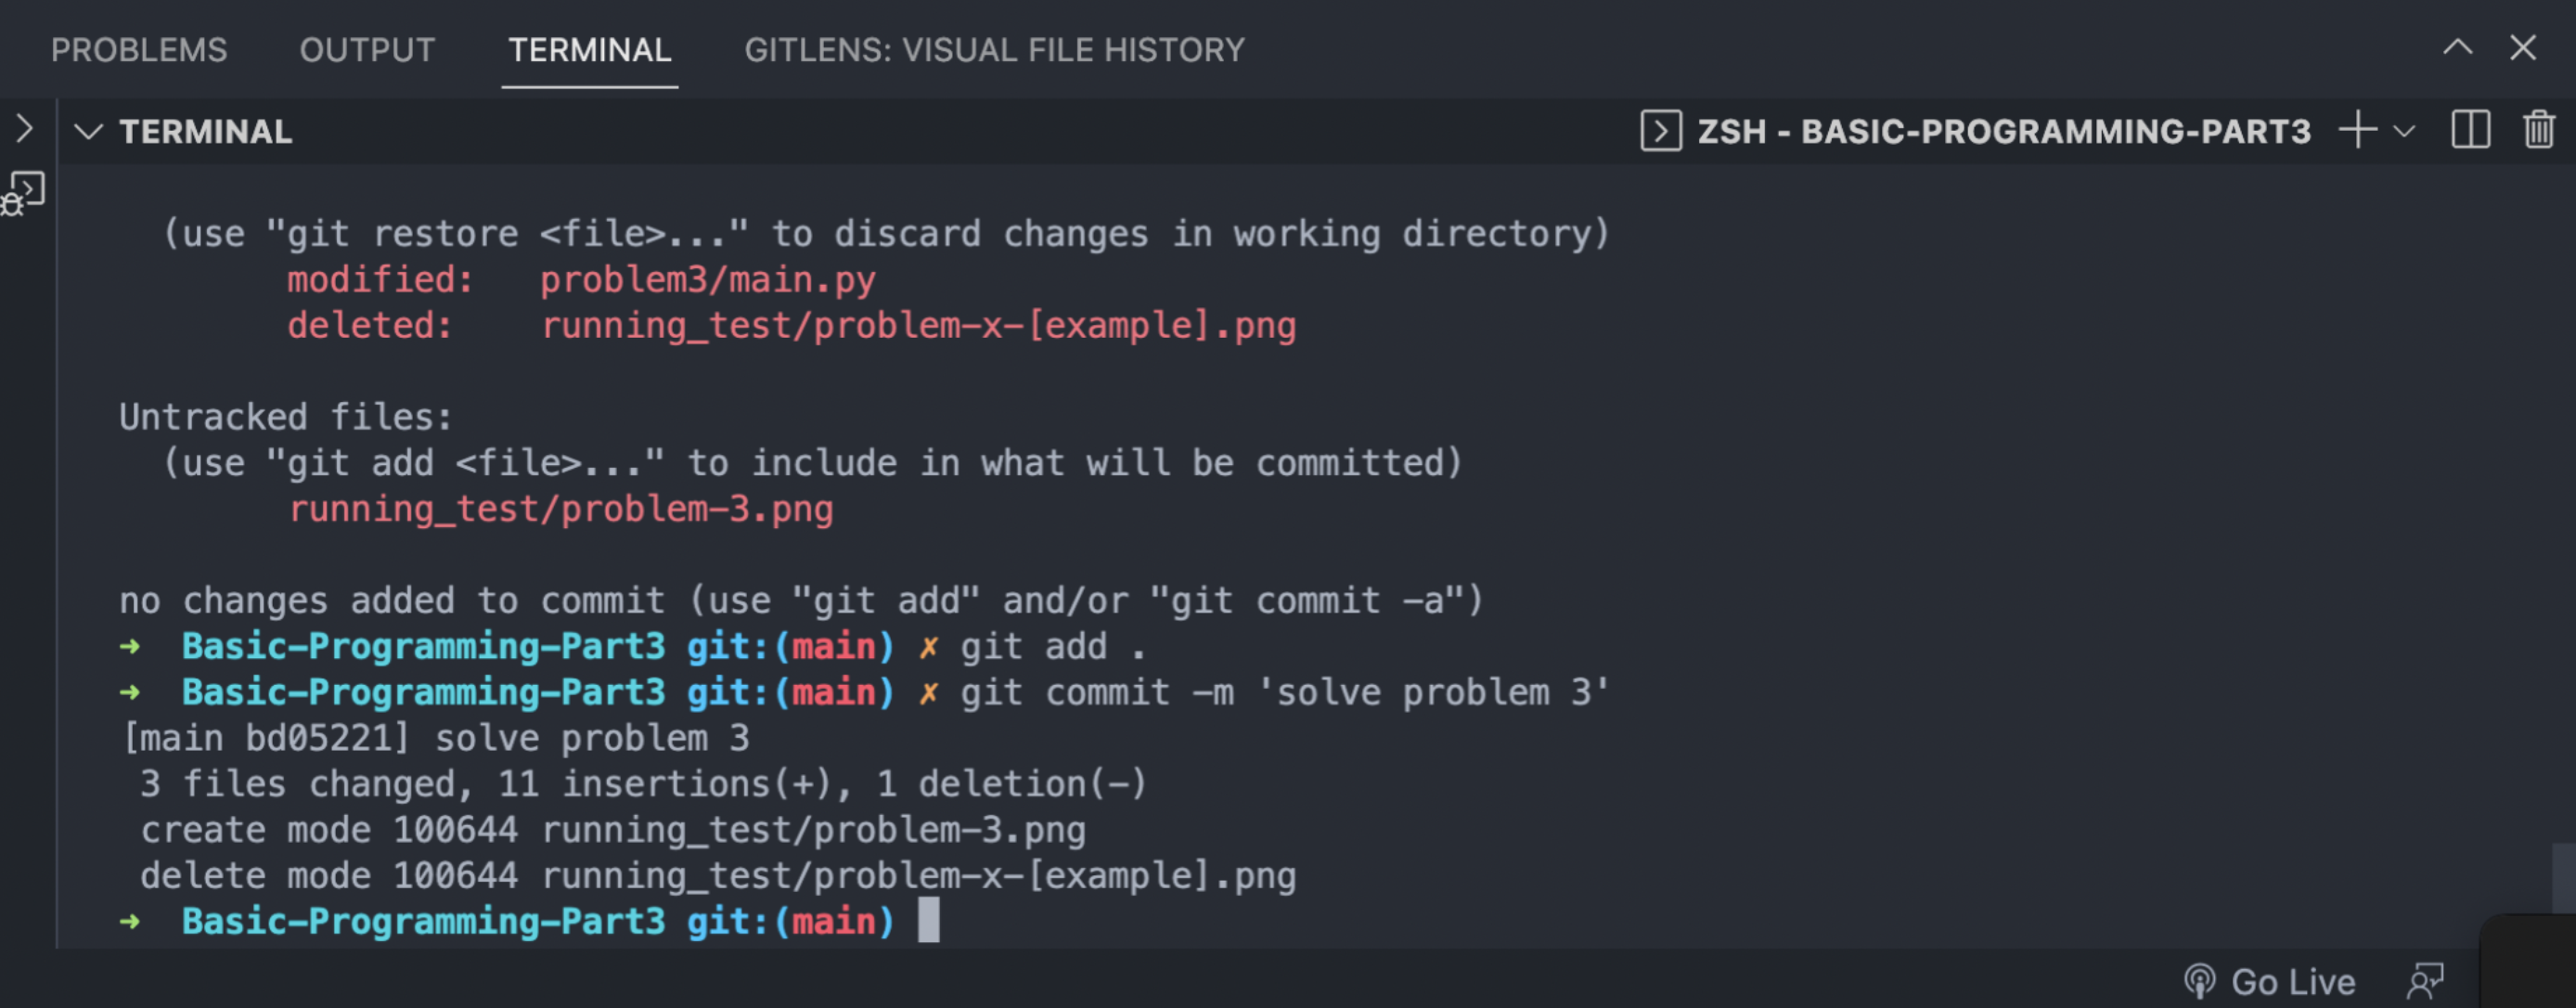 PROBLEMS OUTPUT TERMINAL GITLENS: VISUAL FILE HISTORY
TERMINAL ZSH - BASIC-PROGRAMMING-PART3
(use "git restore <file>..." to discard changes in working directory)
modified: problem3/main.py
deleted: running_test/problem-x-[example].png
Untracked files:
(use "git add <file>..." to include in what will be committed)
running_test/problem-3.png
no changes added to commit (use "git add" and/or "git commit -a")
➜ Basic-Programming-Part3 git:(main) ✗ git add .
➜ Basic-Programming-Part3 git:(main) ✗ git commit -m 'solve problem 3'
[main bd05221] solve problem 3
3 files changed, 11 insertions(+), 1 deletion(-)
create mode 100644 running_test/problem-3.png
delete mode 100644 running_test/problem-x-[example].png
➜ Basic-Programming-Part3 git:(main)
Go Live